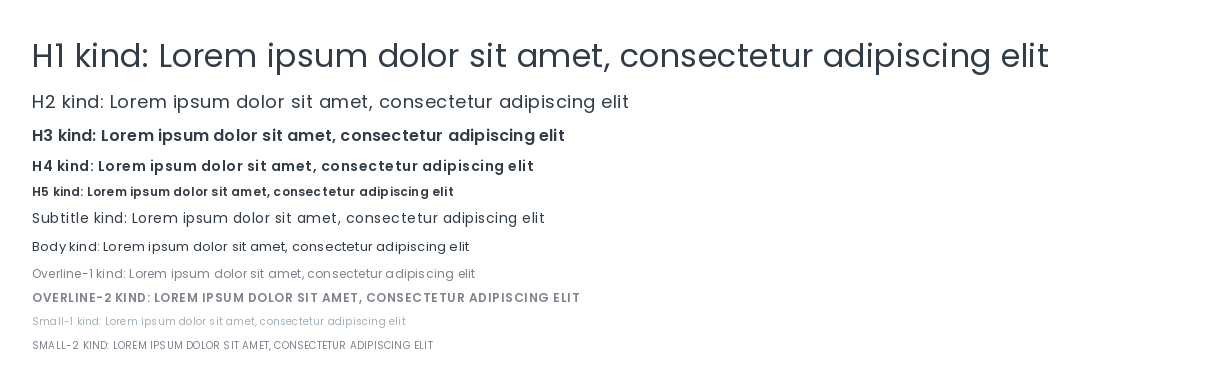 H1 kind: Lorem ipsum dolor sit amet, consectetur adipiscing elit
H2 kind: Lorem ipsum dolor sit amet, consectetur adipiscing elit
H3 kind: Lorem ipsum dolor sit amet, consectetur adipiscing elit
H4 kind: Lorem ipsum dolor sit amet, consectetur adipiscing elit
H5 kind: Lorem ipsum dolor sit amet, consectetur adipiscing elit
Subtitle kind: Lorem ipsum dolor sit amet, consectetur adipiscing elit
Body kind: Lorem ipsum dolor sit amet, consectetur adipiscing elit
Overline-1 kind: Lorem ipsum dolor sit amet, consectetur adipiscing elit
OVERLINE-2 KIND: LOREM IPSUM DOLOR SIT AMET, CONSECTETUR ADIPISCING ELIT
Small-1 kind: Lorem ipsum dolor sit amet, consectetur adipiscing elit
SMALL-2 KIND: LOREM IPSUM DOLOR SIT AMET, CONSECTETUR ADIPISCING ELIT